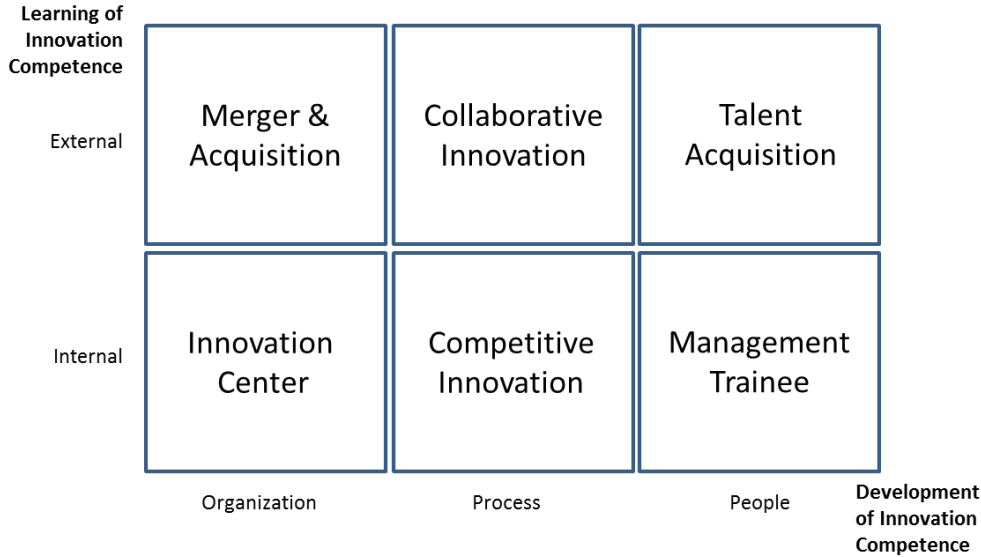 Learning of
Innovation
Competence
External
Merger &
Acquisition
Collaborative
Innovation
Talent
Acquisition
Internal
Innovation
Center
Competitive
Innovation
Management
Trainee
Organization
Process
People
Development
of Innovation
Competence